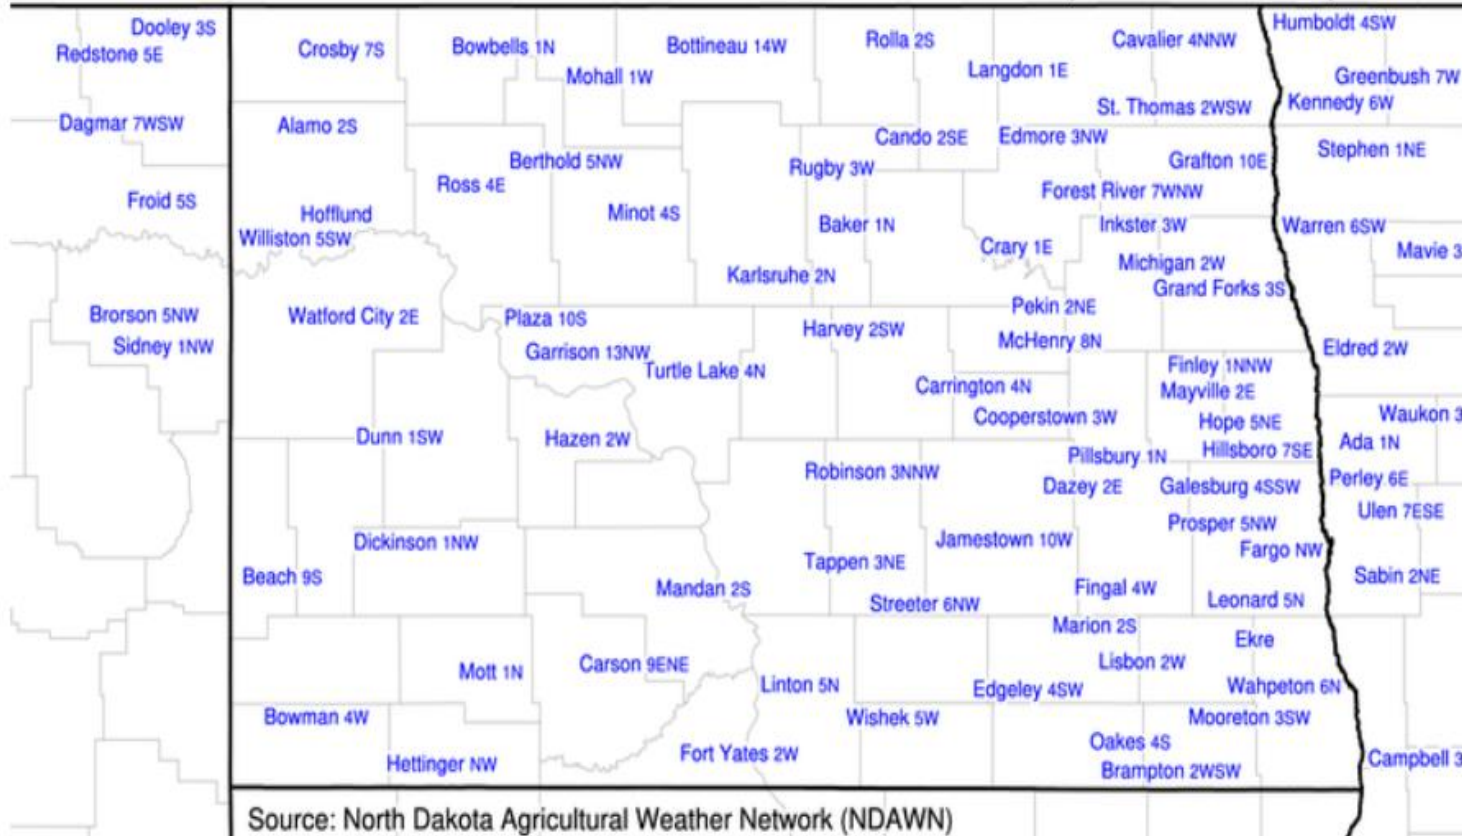 Dooley 3S
Redstone 5E
Crosby 7S
Bowbells 1N
Mohall 1W
Bottineau 14W
Rolla 2S
Langdon 1E
Cavalier 4NNW
Humboldt 4SW
Greenbush 7W
Dagmar 7WSW
Alamo 2S
St. Thomas 2WSW
Kennedy 6W
Berthold 5NW
Ross 4E
Rugby 3W
Cando 2SE
Edmore 3NW
Grafton 10E
Stephen 1NE
Froid 5S
Hofflund
Williston 5SW
Minot 4S
Baker 1N
Forest River 7WNW
Inkster 3W
Warren 6SW
Crary 1E
Mavie 3
Karlsruhe 2N
Michigan 2W
Grand Forks 3S
Brorson 5NW
Sidney 1NW
Watford City 2E
Plaza 10S
Garrison 13NW
Turtle Lake 4N
Harvey 2SW
Pekin 2NE
McHenry 8N
Eldred 2W
Finley 1NNW
Mayville 2E
Carrington 4N
Cooperstown 3W
Hope 5NE
Waukon 3
Dunn 1SW
Hazen 2W
Hillsboro 7SE
Ada 1N
Pillsbury 1N
Robinson 3NNW
Dazey 2E
Galesburg 4SSW
Perley 6E
Ulen 7ESE
Prosper 5NW
Dickinson 1NW
Jamestown 10W
Fargo NW
Beach 9S
Tappen 3NE
Mandan 2S
Fingal 4W
Sabin 2NE
Streeter 6NW
Leonard 5N
Marion 2S
Ekre
Mott 1N
Carson 9ENE
Lisbon 2W
Linton 5N
Edgeley 4SW
Wahpeton 6N
Bowman 4W
Wishek 5W
Mooreton 3SW
Hettinger NW
Fort Yates 2W
Oakes 4S
Brampton 2WSW
Campbell 3
Source: North Dakota Agricultural Weather Network (NDAWN)